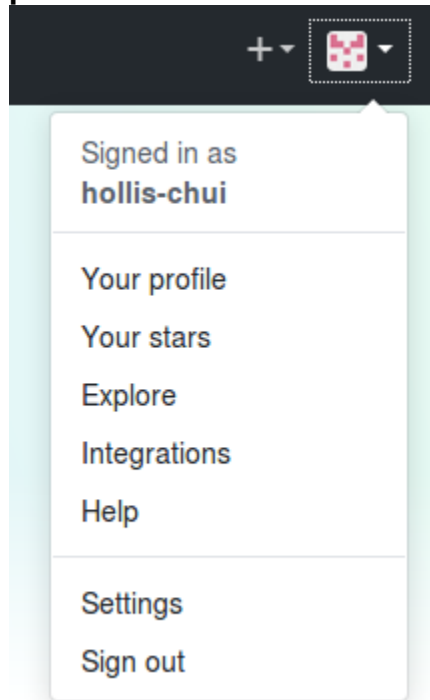 Signed in as
hollis-chui
Your profile
Your stars
Explore
Integrations
Help
Settings
Sign out